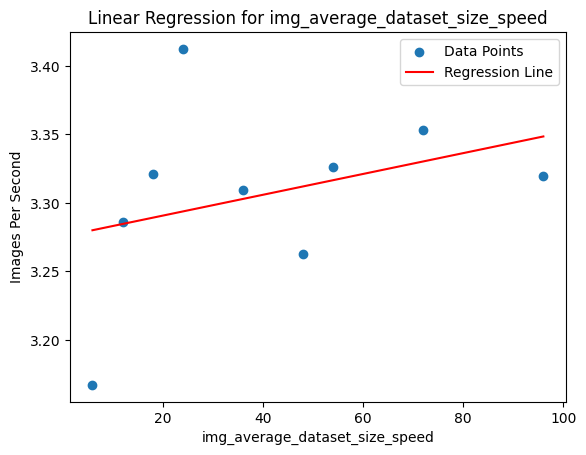 Linear Regression for img_average_dataset_size_speed
Data Points
Regression Line
Images Per Second
3.40
3.35
3.30
3.25
3.20
20
40
60
80
100
img_average_dataset_size_speed